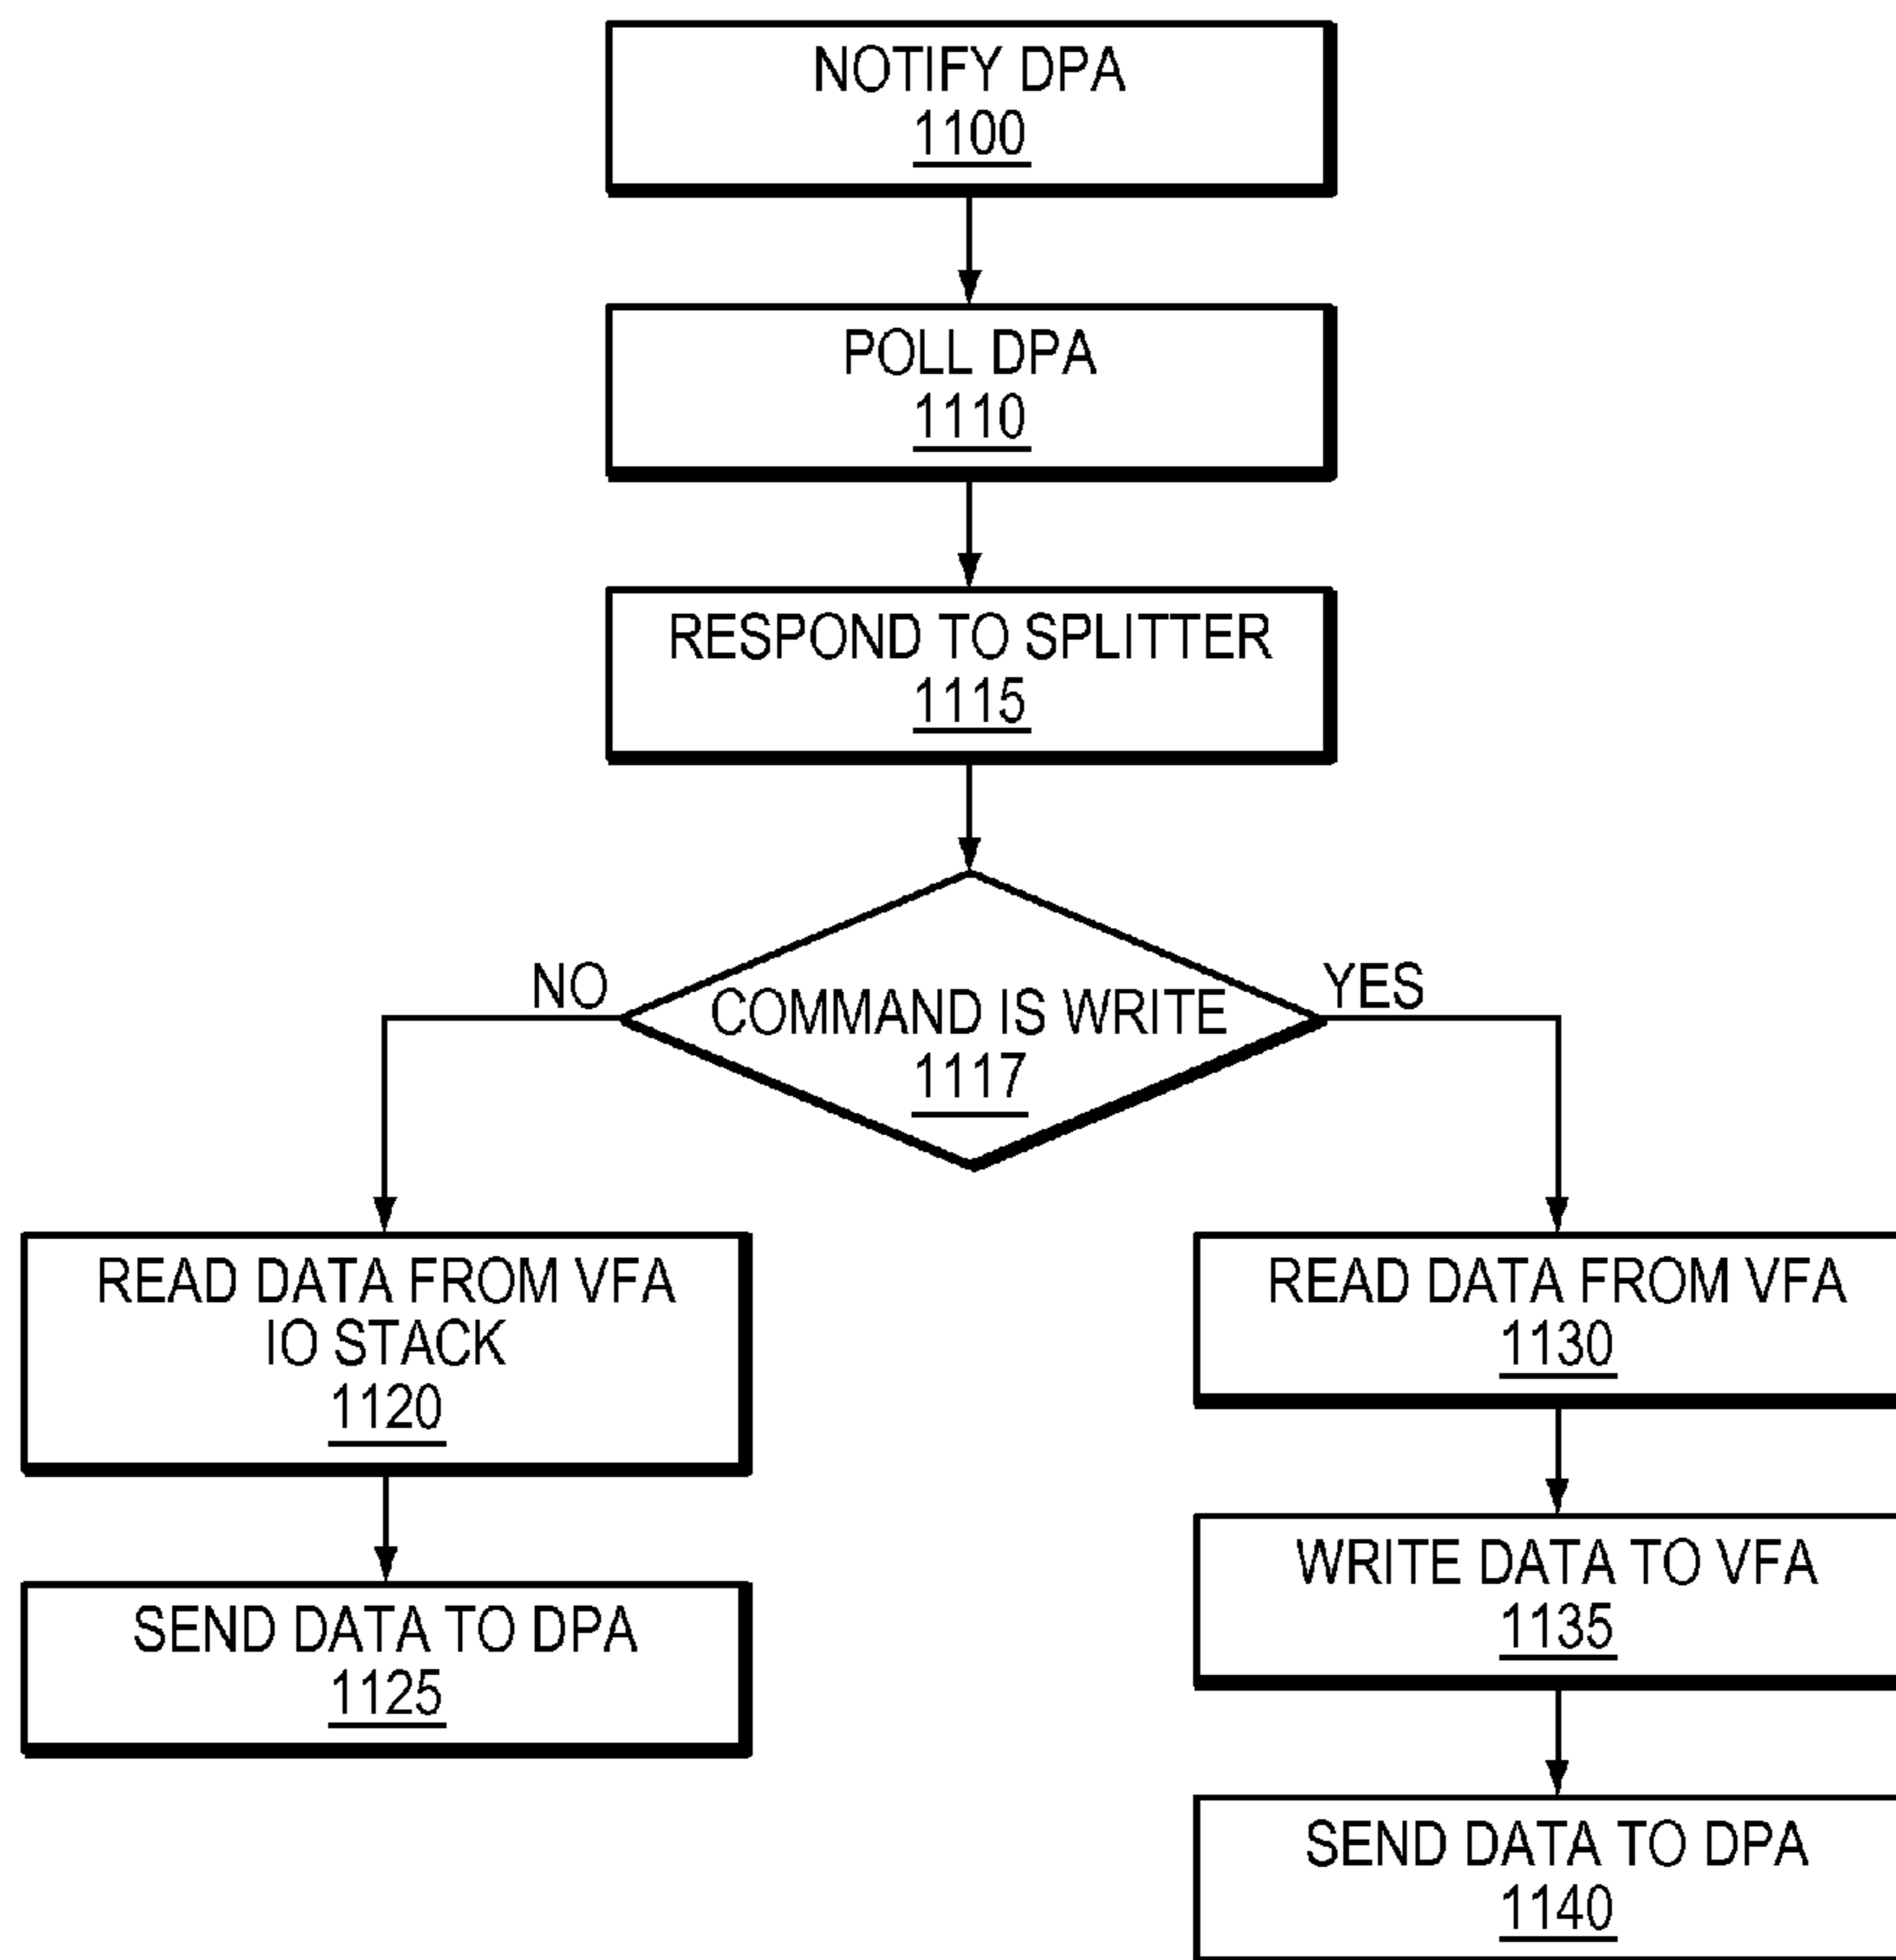 NOTIFY DPA
1100
POLL DPA
1110
RESPOND TO SPLITTER
1115
NO
YES
COMMAND IS WRITE
1117
READ DATA FROM VFA
IO STACK
1120
SEND DATA TO DPA
1125
READ DATA FROM VFA
1130
WRITE DATA TO VFA
1135
SEND DATA TO DPA
1140